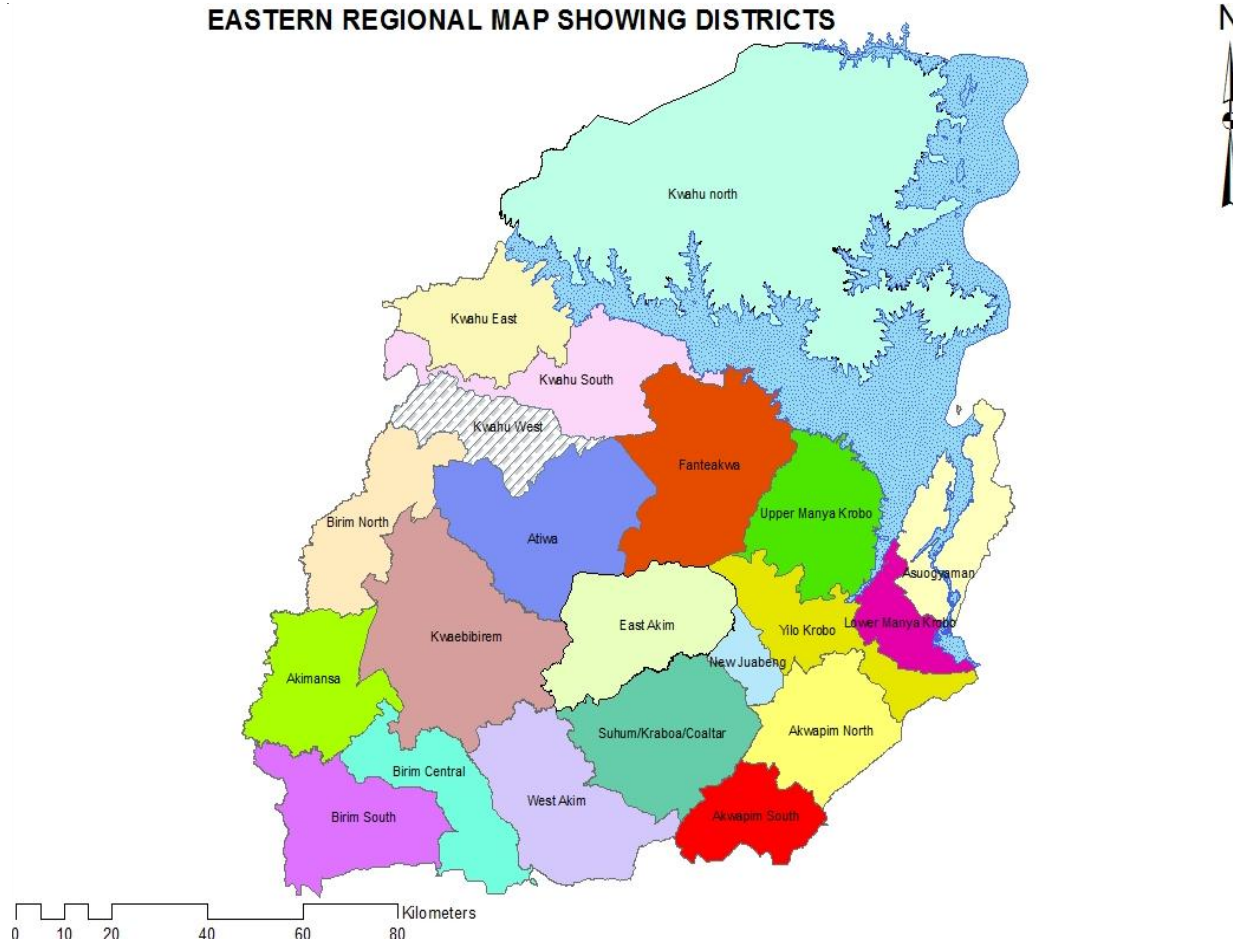 EASTERN REGIONAL MAP SHOWING DISTRICTS
N
Kwahu north
Kwahu East
Kwahu South
Kwahu West
Fanteakwa
Upper Manya Krobo
Birim North
Atiwa
Asuogyaman
Lower Manya Krobo
East Akim
Yilo Krobo
Kwaebibirem
New Juabeng
Akimansa
Suhum/Kraboa/Coaltar
Akwapim North
Birim Central
West Akim
Birim South
Akwapim South
Kilometers
0 10 20 40 60 80